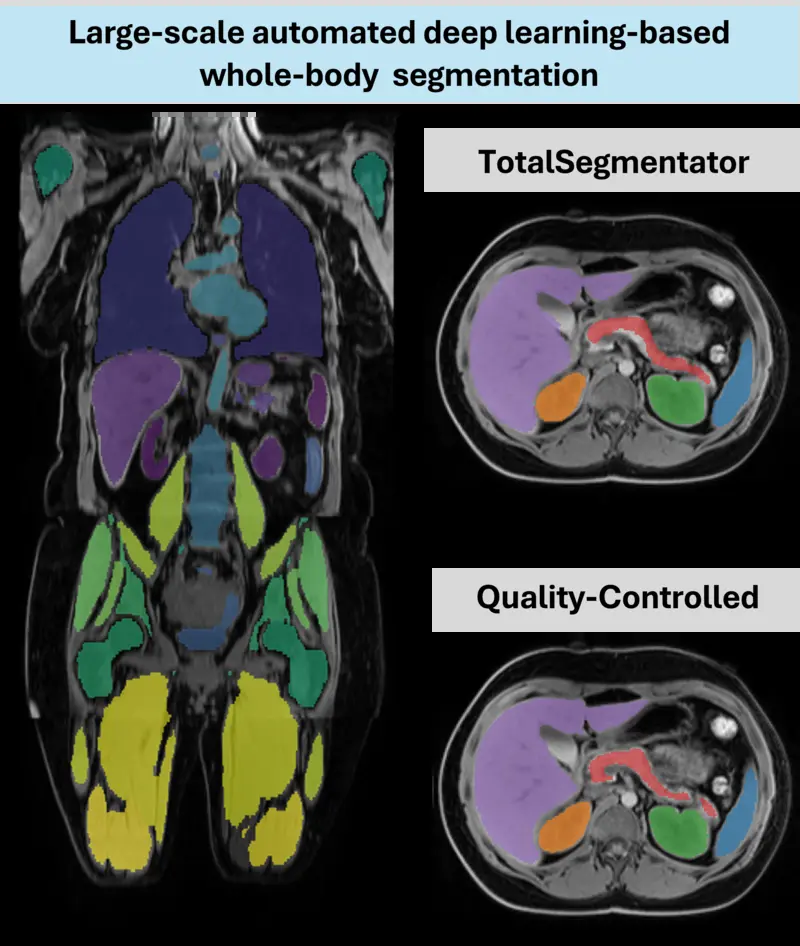 Large-scale automated deep learning-based
whole-body segmentation
TotalSegmentator
Quality-Controlled